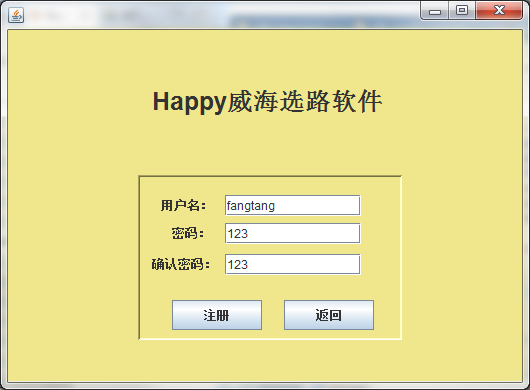 Happy威海选路软件
用户名： fangtang
密码： 123
确认密码： 123
注册 返回